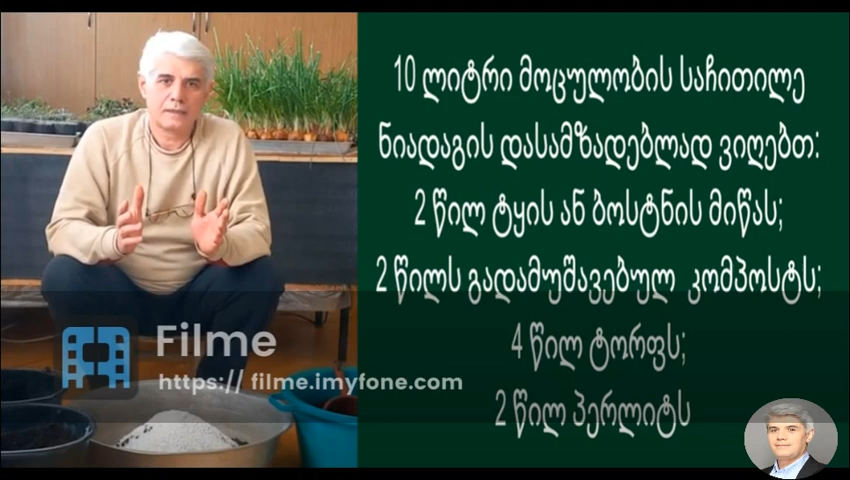 10 ლიტრი მოცულობის საჩითილე
ნიადაგის დასამზადებლად ვიღებთ:
2 წილ ტყის ან ბოსტნის მიწას;
2 წილს გადამუშავებულ კომპოსტს;
4 წილ ტორფს;
2 წილ პერლიტს
Filme
https:// filme.imyfone.com